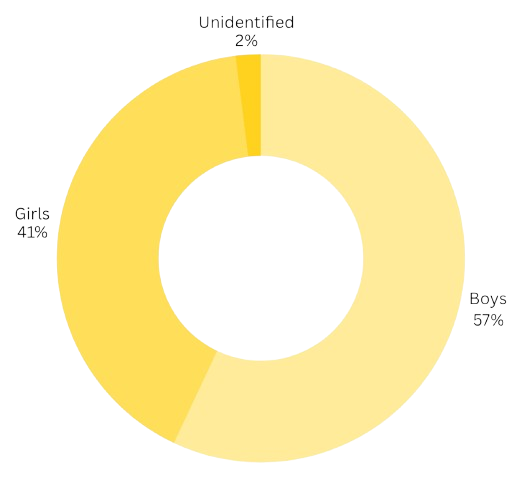 Unidentified
2%
Girls
41%
Boys
57%